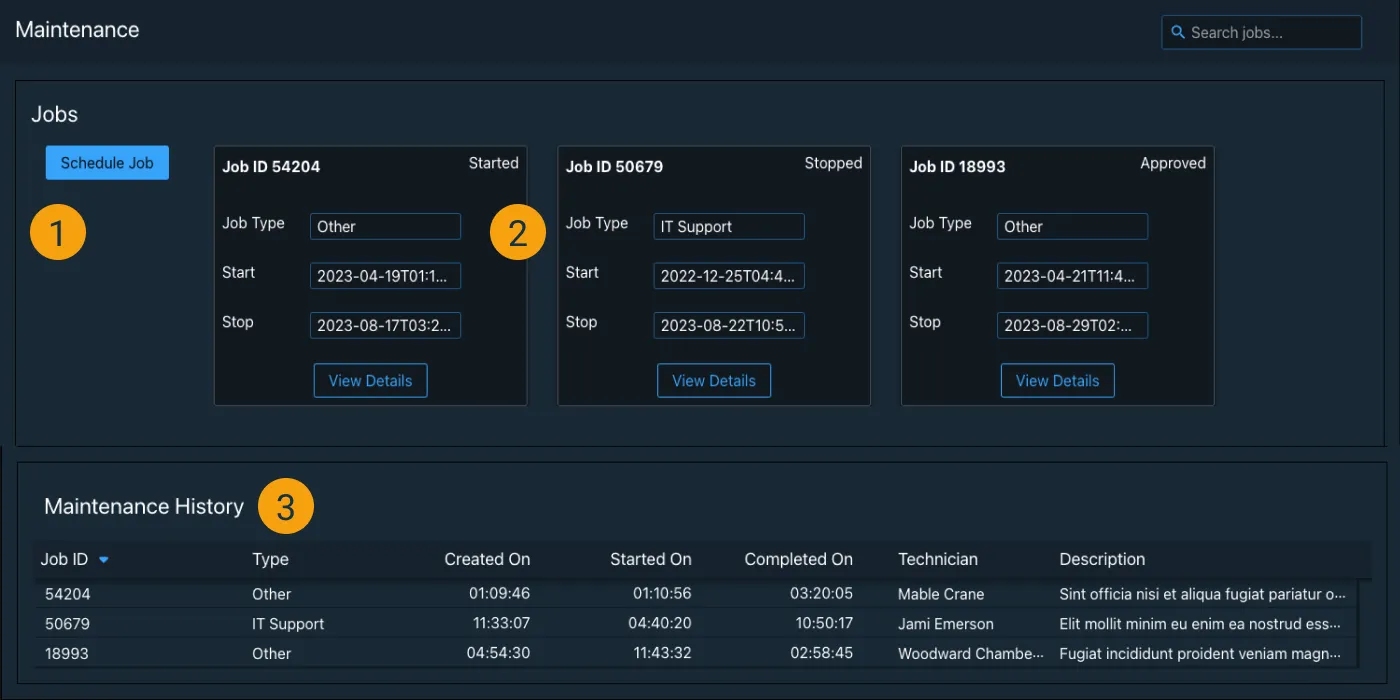 Maintenance
Search jobs...
Jobs
Schedule Job
1
Job ID 54204 Started
Job Type Other
Start 2023-04-19T01:1...
Stop 2023-08-17T03:2...
View Details
2
Job ID 50679 Stopped
Job Type IT Support
Start 2022-12-25T04:4...
Stop 2023-08-22T10:5...
View Details
Job ID 18993 Approved
Job Type Other
Start 2023-04-21T11:4...
Stop 2023-08-29T02:...
View Details
Maintenance History 3
Job ID Type Created On Started On Completed On Technician Description
54204 Other 01:09:46 01:10:56 03:20:05 Mable Crane Sint officia nisi et aliqua fugiat pariatur o...
50679 IT Support 11:33:07 04:40:20 10:50:17 Jami Emerson Elit mollit minim eu enim ea nostrud ess...
18993 Other 04:54:30 11:43:32 02:58:45 Woodward Chambe... Fugiat incididunt proident veniam magn...